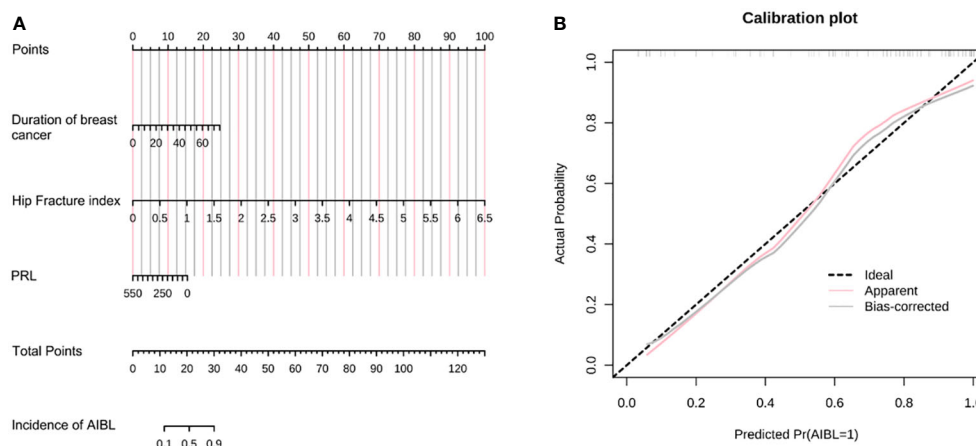 A
Points
0 10 20 30 40 50 60 70 80 90 100
Duration of breast
cancer
0 20 40 60
Hip Fracture index
0 0.5 1 1.5 2 2.5 3 3.5 4 4.5 5 5.5 6 6.5
PRL
550 250 0
Total Points
0 10 20 30 40 50 60 70 80 90 100 120
Incidence of AIBL
0.1 0.5 0.9
B
Calibration plot
Actual Probability
1.0
0.8
0.6
0.4
0.2
0.0
Ideal
Apparent
Bias-corrected
0.0 0.2 0.4 0.6 0.8 1.0
Predicted Pr(AIBL=1)